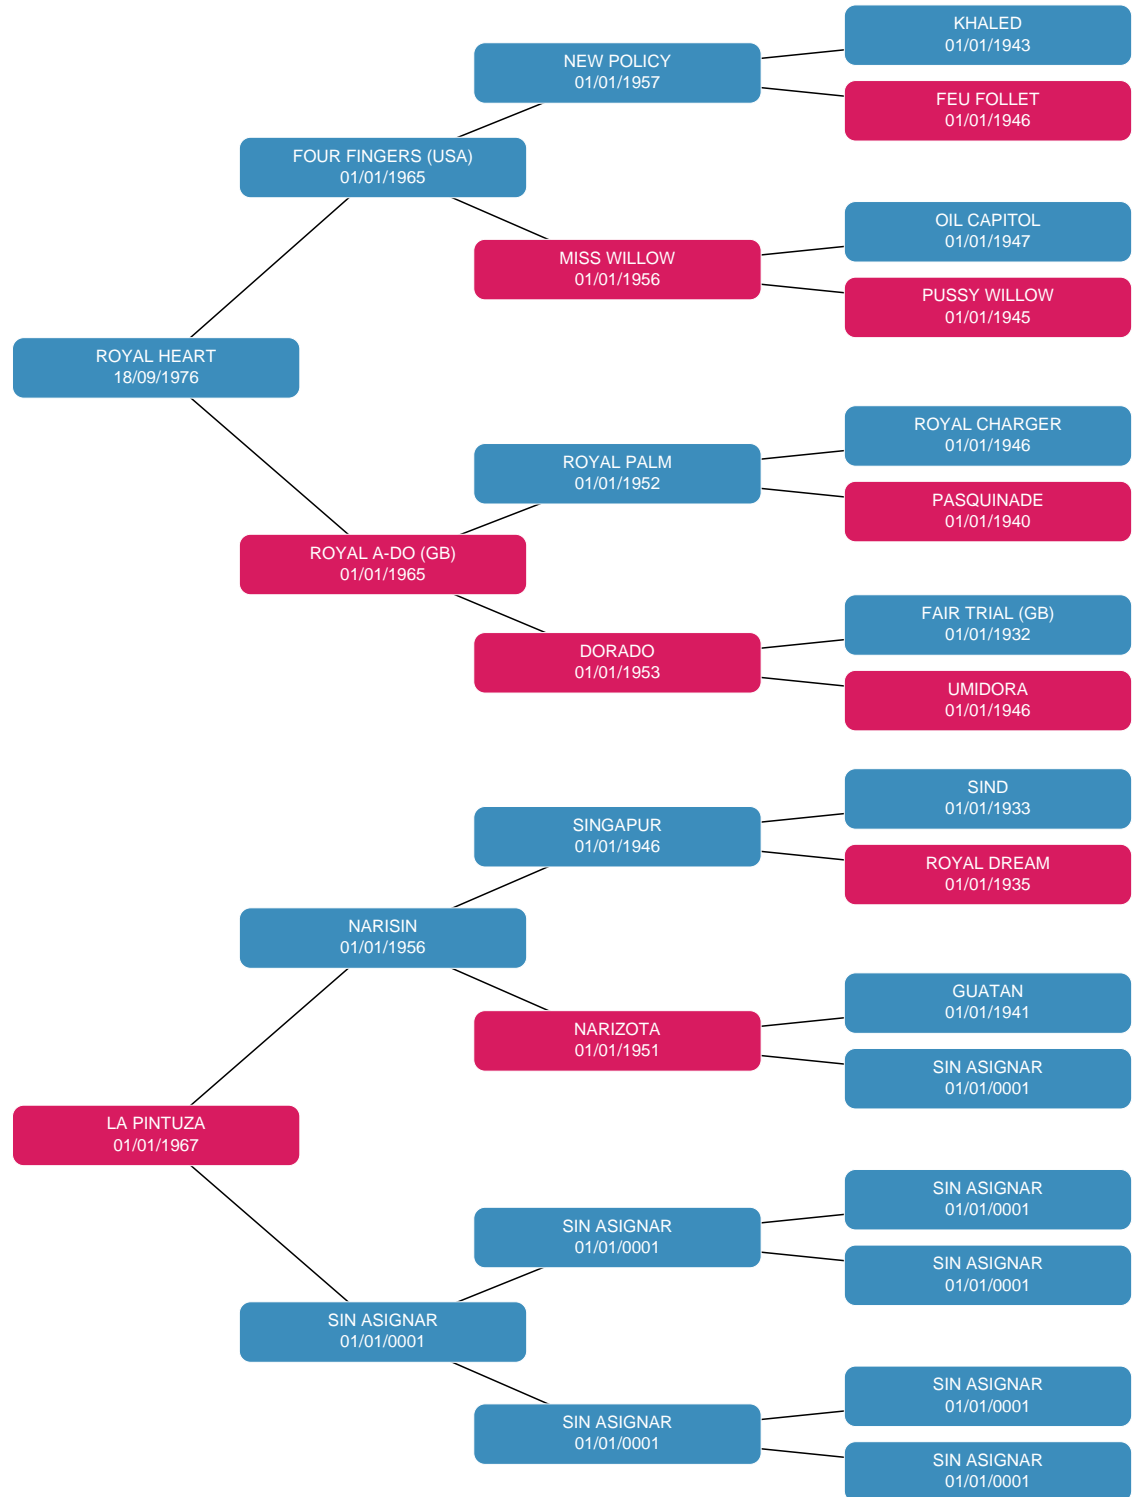 KHALED
01/01/1943
NEW POLICY
01/01/1957
FEU FOLLET
01/01/1946
FOUR FINGERS (USA)
01/01/1965
OIL CAPITOL
01/01/1947
MISS WILLOW
01/01/1956
PUSSY WILLOW
01/01/1945
ROYAL HEART
18/09/1976
ROYAL CHARGER
01/01/1946
ROYAL PALM
01/01/1952
PASQUINADE
01/01/1940
ROYAL A-DO (GB)
01/01/1965
FAIR TRIAL (GB)
01/01/1932
DORADO
01/01/1953
UMIDORA
01/01/1946
SIND
01/01/1933
SINGAPUR
01/01/1946
ROYAL DREAM
01/01/1935
NARISIN
01/01/1956
GUATAN
01/01/1941
NARIZOTA
01/01/1951
SIN ASIGNAR
01/01/0001
LA PINTUZA
01/01/1967
SIN ASIGNAR
01/01/0001
SIN ASIGNAR
01/01/0001
SIN ASIGNAR
01/01/0001
SIN ASIGNAR
01/01/0001
SIN ASIGNAR
01/01/0001
SIN ASIGNAR
01/01/0001
SIN ASIGNAR
01/01/0001